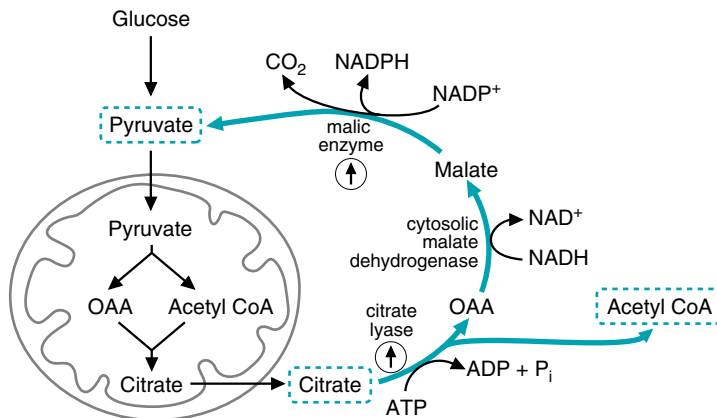 Glucose
CO₂
NADPH
NADP⁺
Pyruvate
malic
enzyme
Malate
Pyruvate
cytosolic
malate
dehydrogenase
NAD⁺
NADH
OAA
Acetyl CoA
citrate
lyase
OAA
Acetyl CoA
Citrate
Citrate
ADP + Pᵢ
ATP